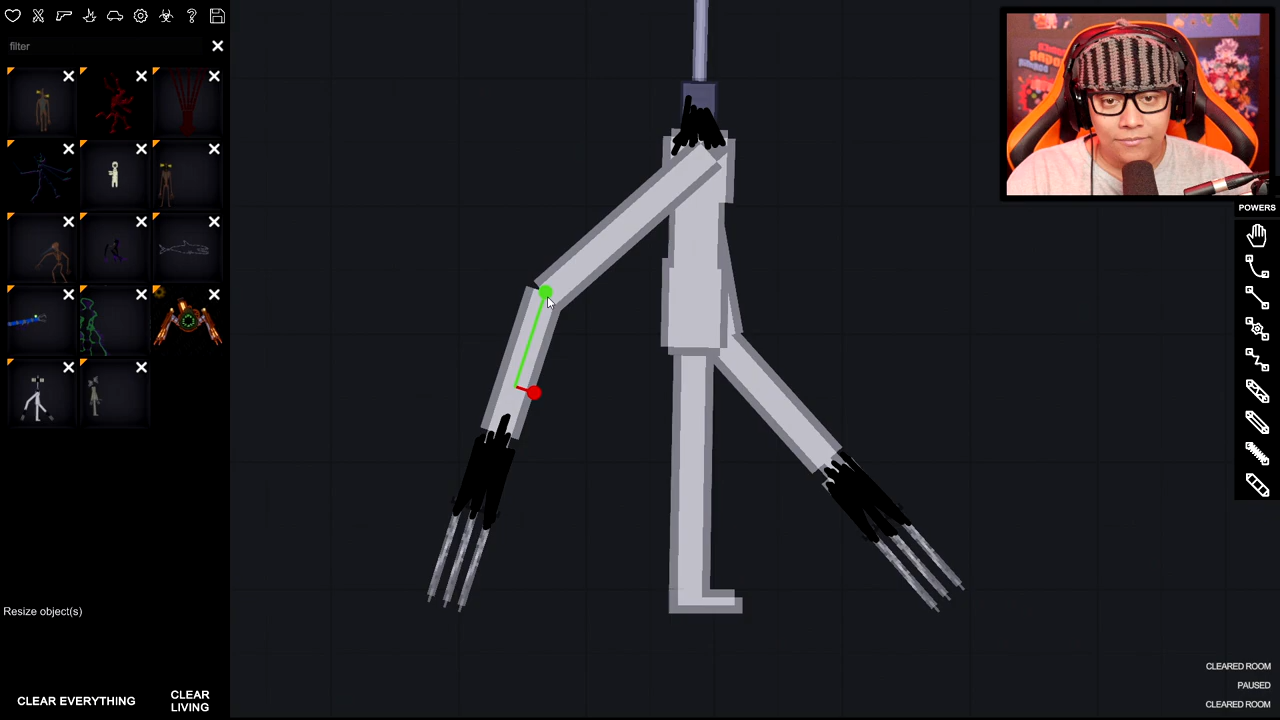 filter
POWERS
Resize object(s)
CLEARED ROOM
PAUSED
CLEAR EVERYTHING
CLEAR
LIVING
CLEARED ROOM